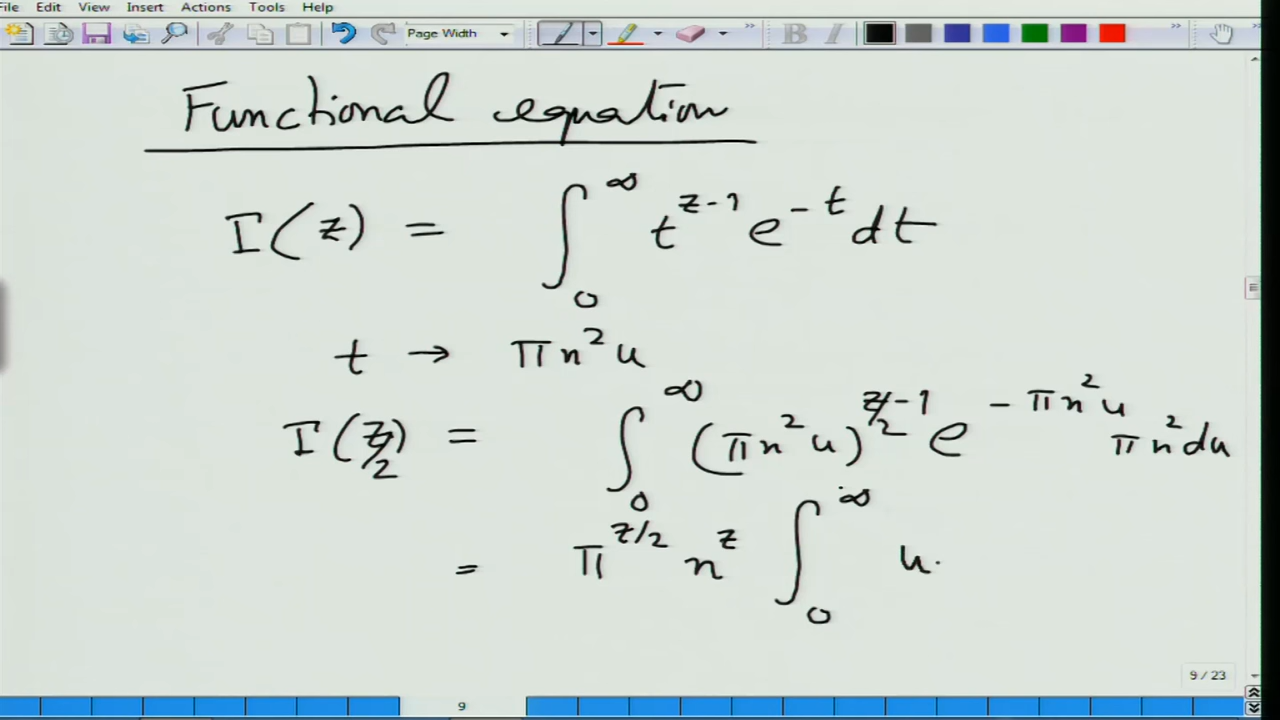 File Edit View Insert Actions Tools Help
Page Width
Functional equation
Γ(z) = ∫₀^∞ t^{z-1} e^{-t} dt
t → πn²u
Γ(z/2) = ∫₀^∞ (πn²u)^{z/2-1} e^{-πn²u} πn²du
= π^{z/2} n^z ∫₀^∞ u.
9 / 23
9